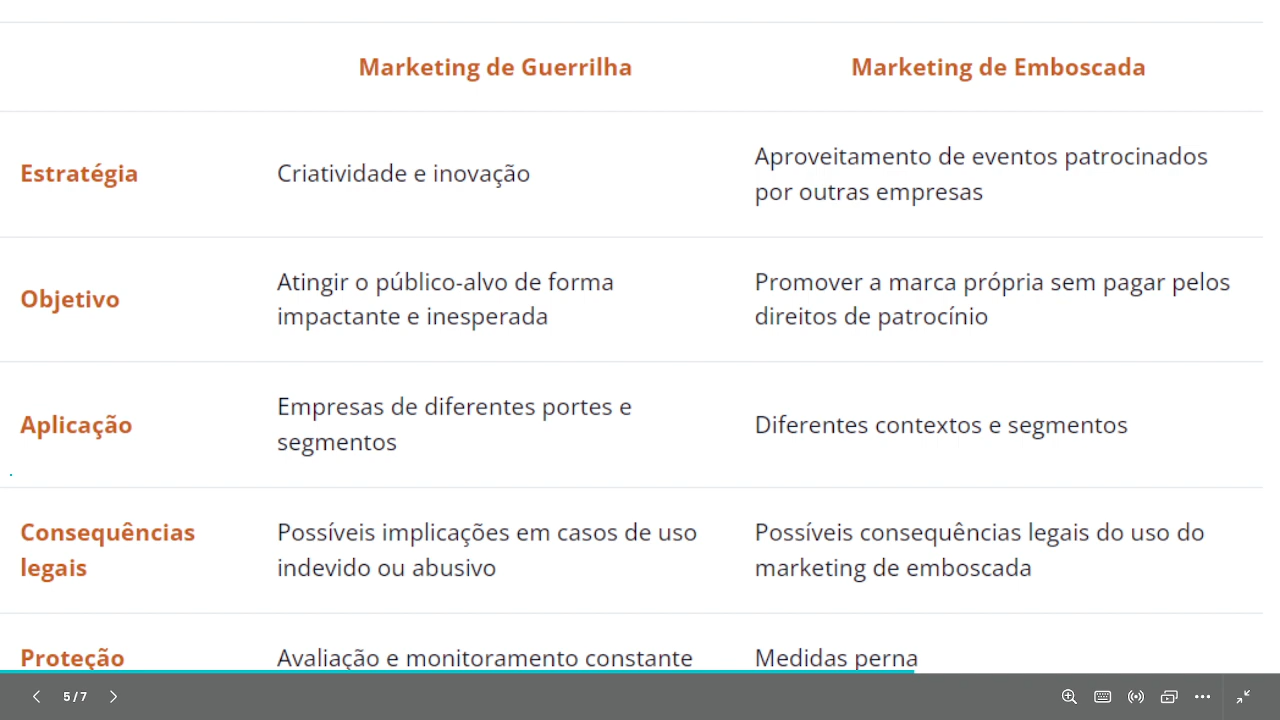 Marketing de Guerrilha
Marketing de Emboscada
Estratégia
Criatividade e inovação
Aproveitamento de eventos patrocinados
por outras empresas
Objetivo
Atingir o público-alvo de forma
impactante e inesperada
Promover a marca própria sem pagar pelos
direitos de patrocínio
Aplicação
Empresas de diferentes portes e
segmentos
Diferentes contextos e segmentos
Consequências
legais
Possíveis implicações em casos de uso
indevido ou abusivo
Possíveis consequências legais do uso do
marketing de emboscada
Proteção
Avaliação e monitoramento constante
Medidas perna
5/7